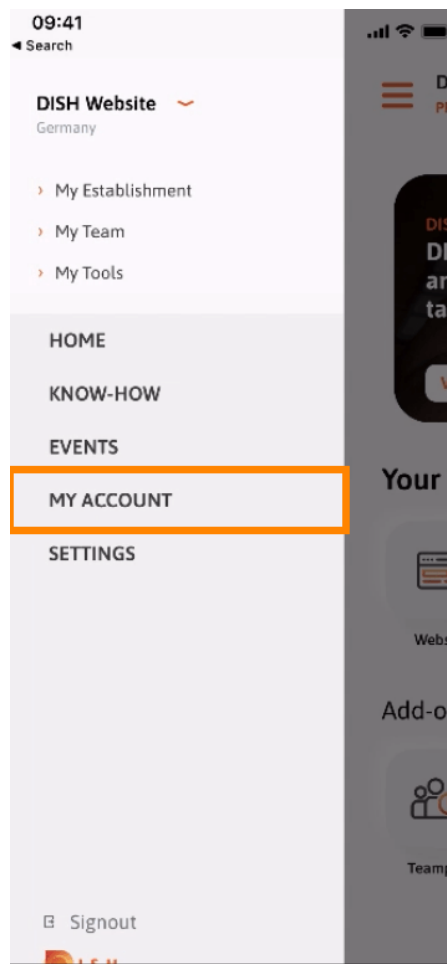 09:41
◀ Search
DISH Website
Germany
My Establishment
My Team
My Tools
HOME
KNOW-HOW
EVENTS
MY ACCOUNT
SETTINGS
Signout
Your
Add-o